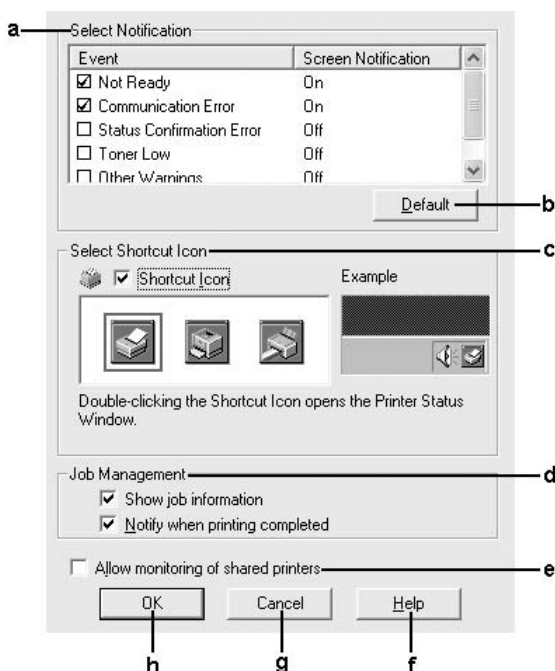 a
Select Notification
Event Screen Notification
Not Ready On
Communication Error On
Status Confirmation Error Off
Toner Low Off
Other Warnings Off
Default
b
Select Shortcut Icon
c
Shortcut Icon
Example
Double-clicking the Shortcut Icon opens the Printer Status
Window.
Job Management
d
Show job information
Notify when printing completed
Allow monitoring of shared printers
e
OK Cancel Help
h g f